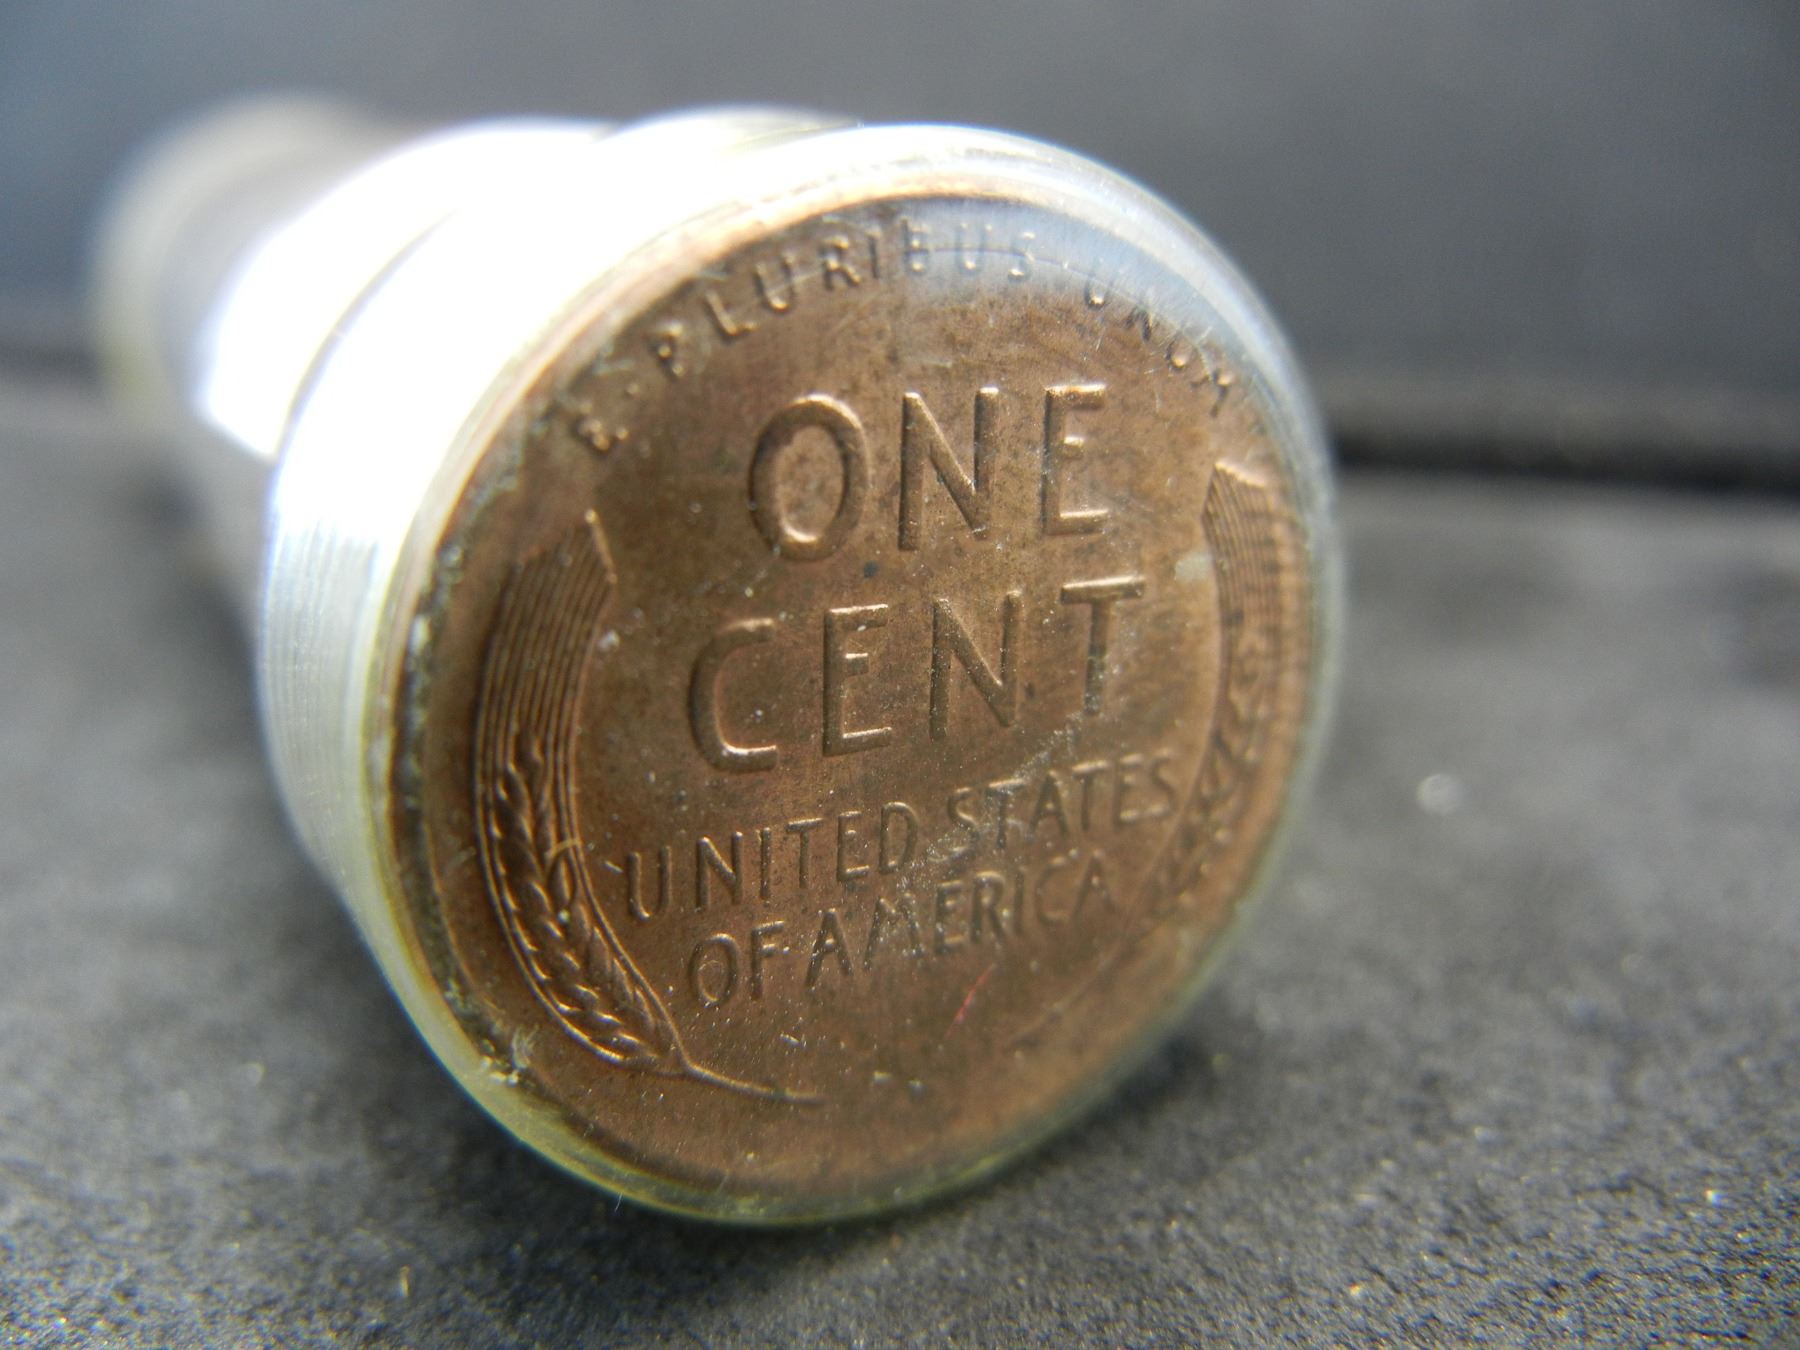 E·PLURIBUS·UNUM
ONE
CENT
UNITED STATES
OF AMERICA